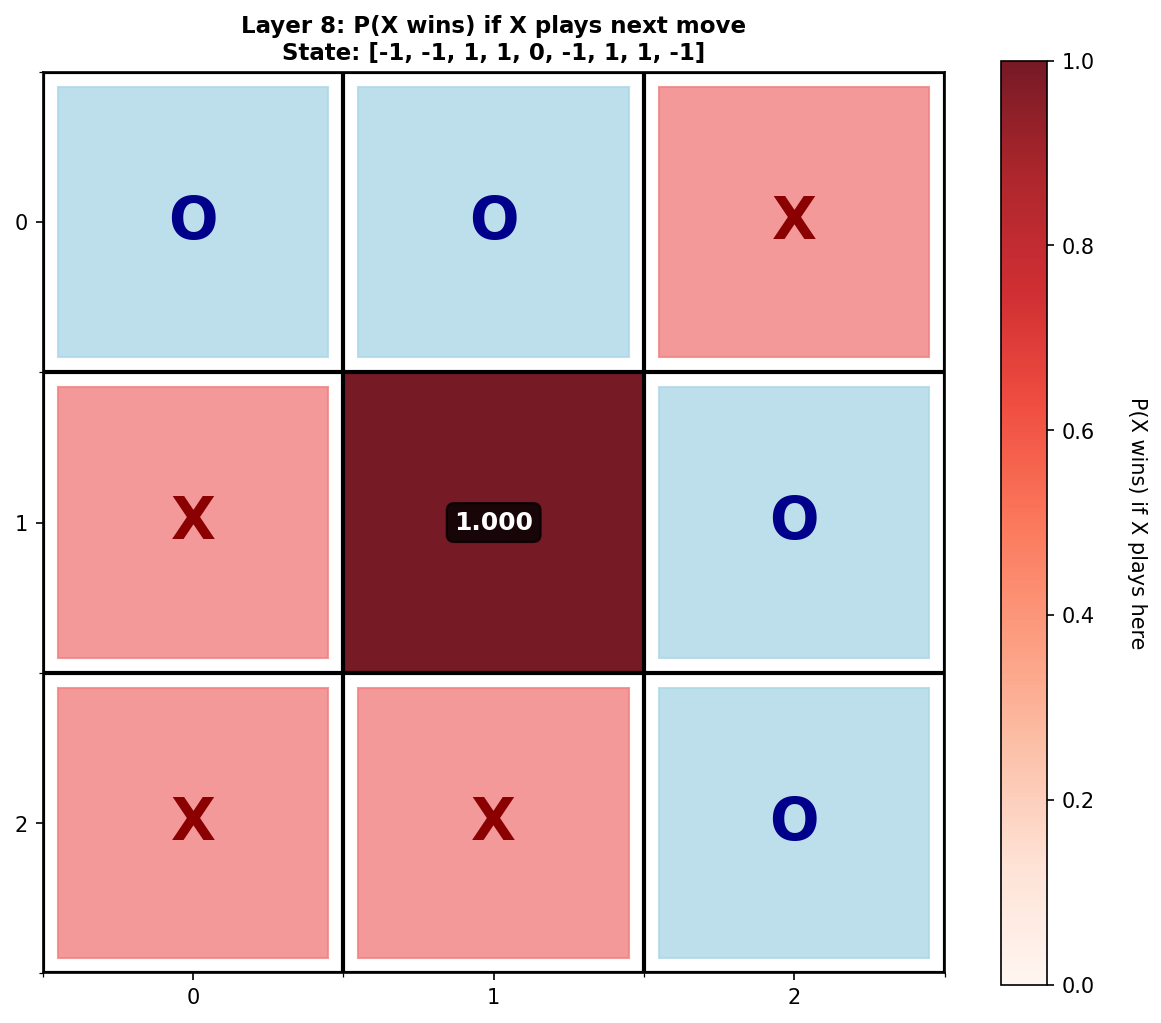 Layer 8: P(X wins) if X plays next move
State: [-1, -1, 1, 1, 0, -1, 1, 1, -1]
O O X
X 1.000 O
X X O
0
1
2
0 1 2
1.0
0.8
0.6
0.4
0.2
0.0
P(X wins) if X plays here